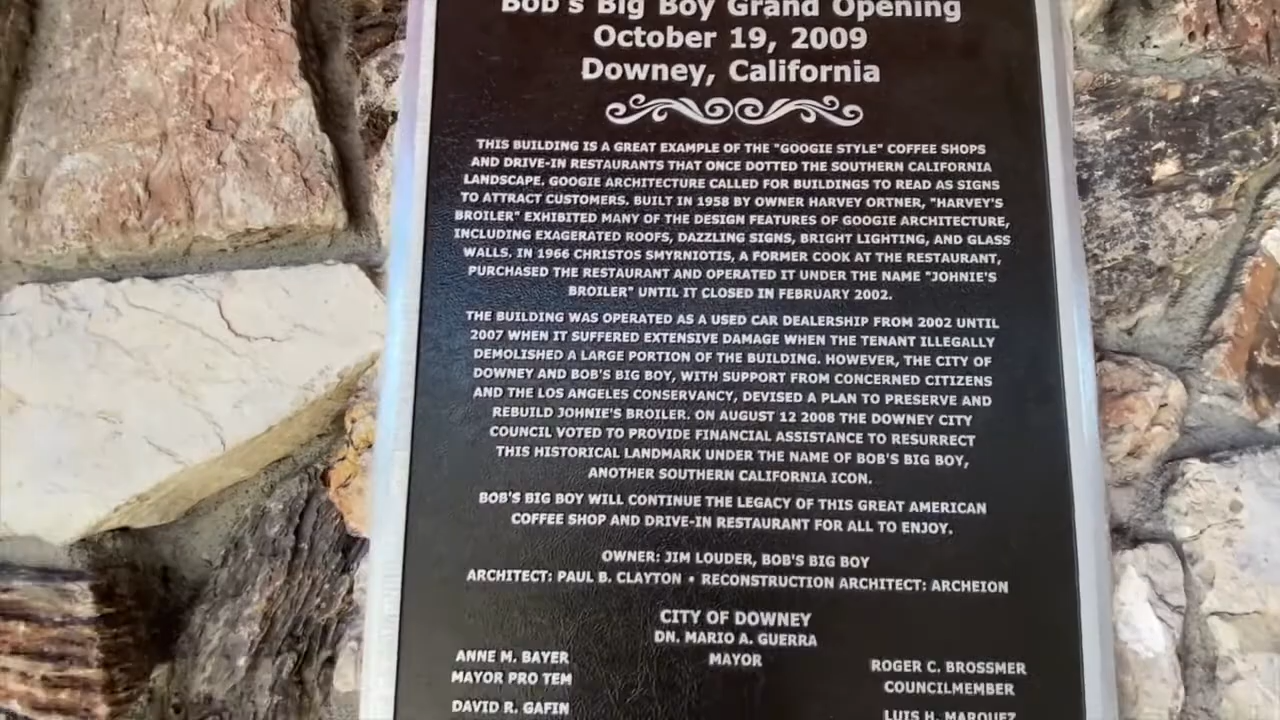 Bob's Big Boy Grand Opening
October 19, 2009
Downey, California
THIS BUILDING IS A GREAT EXAMPLE OF THE "GOOGIE STYLE" COFFEE SHOPS
AND DRIVE-IN RESTAURANTS THAT ONCE DOTTED THE SOUTHERN CALIFORNIA
LANDSCAPE. GOOGIE ARCHITECTURE CALLED FOR BUILDINGS TO READ AS SIGNS
TO ATTRACT CUSTOMERS. BUILT IN 1958 BY OWNER HARVEY ORTNER, "HARVEY'S
BROILER" EXHIBITED MANY OF THE DESIGN FEATURES OF GOOGIE ARCHITECTURE,
INCLUDING EXAGERATED ROOFS, DAZZLING SIGNS, BRIGHT LIGHTING, AND GLASS
WALLS. IN 1966 CHRISTOS SMYRNIOTIS, A FORMER COOK AT THE RESTAURANT,
PURCHASED THE RESTAURANT AND OPERATED IT UNDER THE NAME "JOHNIE'S
BROILER" UNTIL IT CLOSED IN FEBRUARY 2002.
THE BUILDING WAS OPERATED AS A USED CAR DEALERSHIP FROM 2002 UNTIL
2007 WHEN IT SUFFERED EXTENSIVE DAMAGE WHEN THE TENANT ILLEGALLY
DEMOLISHED A LARGE PORTION OF THE BUILDING. HOWEVER, THE CITY OF
DOWNEY AND BOB'S BIG BOY, WITH SUPPORT FROM CONCERNED CITIZENS
AND THE LOS ANGELES CONSERVANCY, DEVISED A PLAN TO PRESERVE AND
REBUILD JOHNIE'S BROILER. ON AUGUST 12 2008 THE DOWNEY CITY
COUNCIL VOTED TO PROVIDE FINANCIAL ASSISTANCE TO RESURRECT
THIS HISTORICAL LANDMARK UNDER THE NAME OF BOB'S BIG BOY,
ANOTHER SOUTHERN CALIFORNIA ICON.
BOB'S BIG BOY WILL CONTINUE THE LEGACY OF THIS GREAT AMERICAN
COFFEE SHOP AND DRIVE-IN RESTAURANT FOR ALL TO ENJOY.
OWNER: JIM LOUDER, BOB'S BIG BOY
ARCHITECT: PAUL B. CLAYTON • RECONSTRUCTION ARCHITECT: ARCHEION
CITY OF DOWNEY
DN. MARIO A. GUERRA
MAYOR
ANNE M. BAYER
MAYOR PRO TEM
DAVID R. GAFIN
ROGER C. BROSSMER
COUNCILMEMBER
LUIS H. MARQUEZ